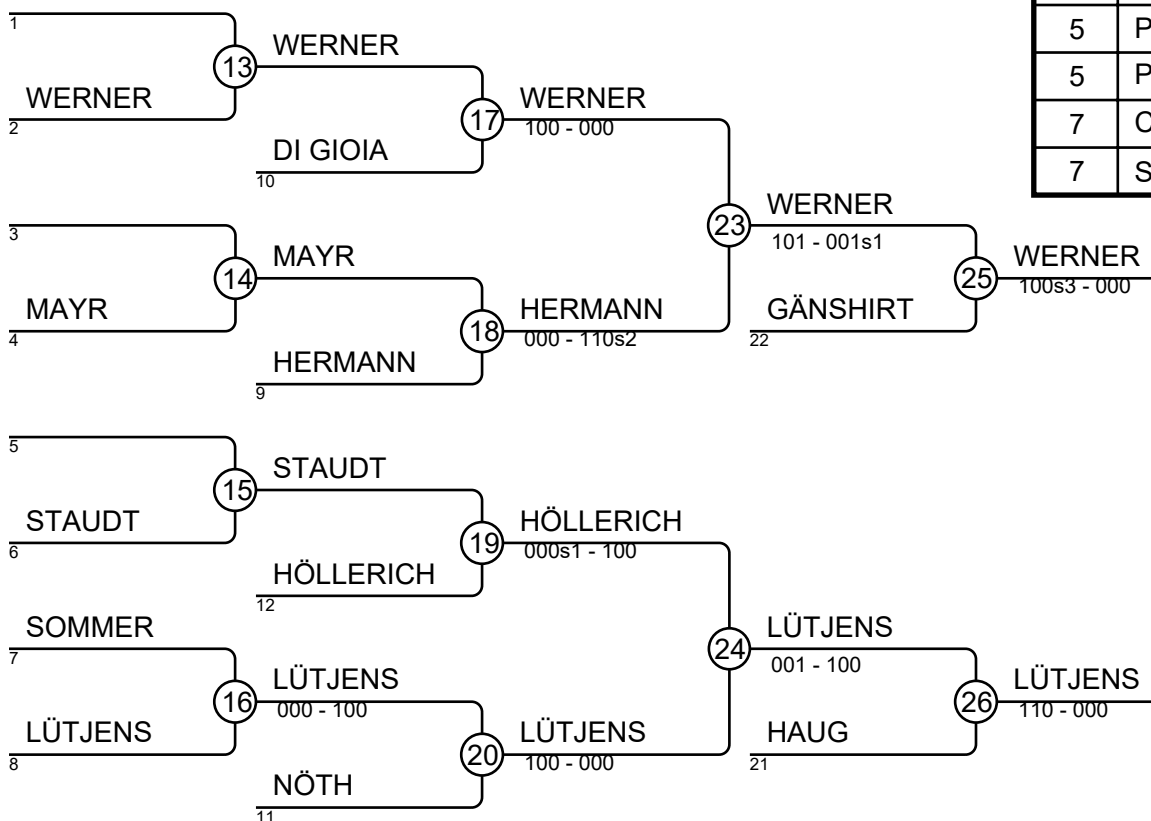 1
5 P
WERNER
13
5 P
WERNER
WERNER
2
17
100 - 000
7
DI GIOIA
10
7 S
3
WERNER
23
101 - 001s1
MAYR
14
WERNER
25
100s3 - 000
MAYR
HERMANN
GÄNSHIRT
4
18
000 - 110s2
22
HERMANN
9
5
STAUDT
15
STAUDT
HÖLLERICH
6
19
000s1 - 100
HÖLLERICH
12
SOMMER
LÜTJENS
7
24
001 - 100
LÜTJENS
LÜTJENS
16
000 - 100
26
110 - 000
LÜTJENS
LÜTJENS
HAUG
8
20
100 - 000
21
NÖTH
11